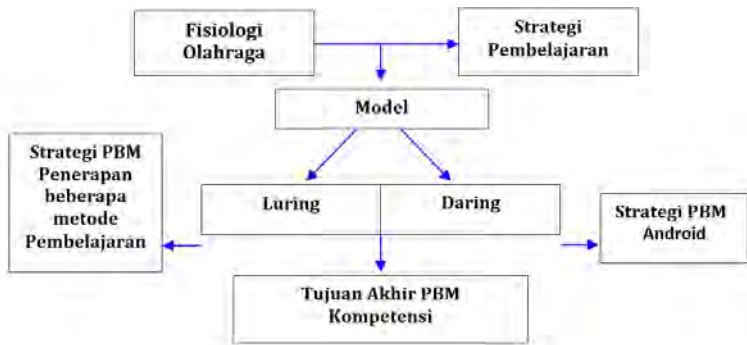 Fisiologi
Olahraga
Strategi
Pembelajaran
Model
Strategi PBM
Penerapan
beberapa
metode
Pembelajaran
Luring
Daring
Strategi PBM
Android
Tujuan Akhir PBM
Kompetensi